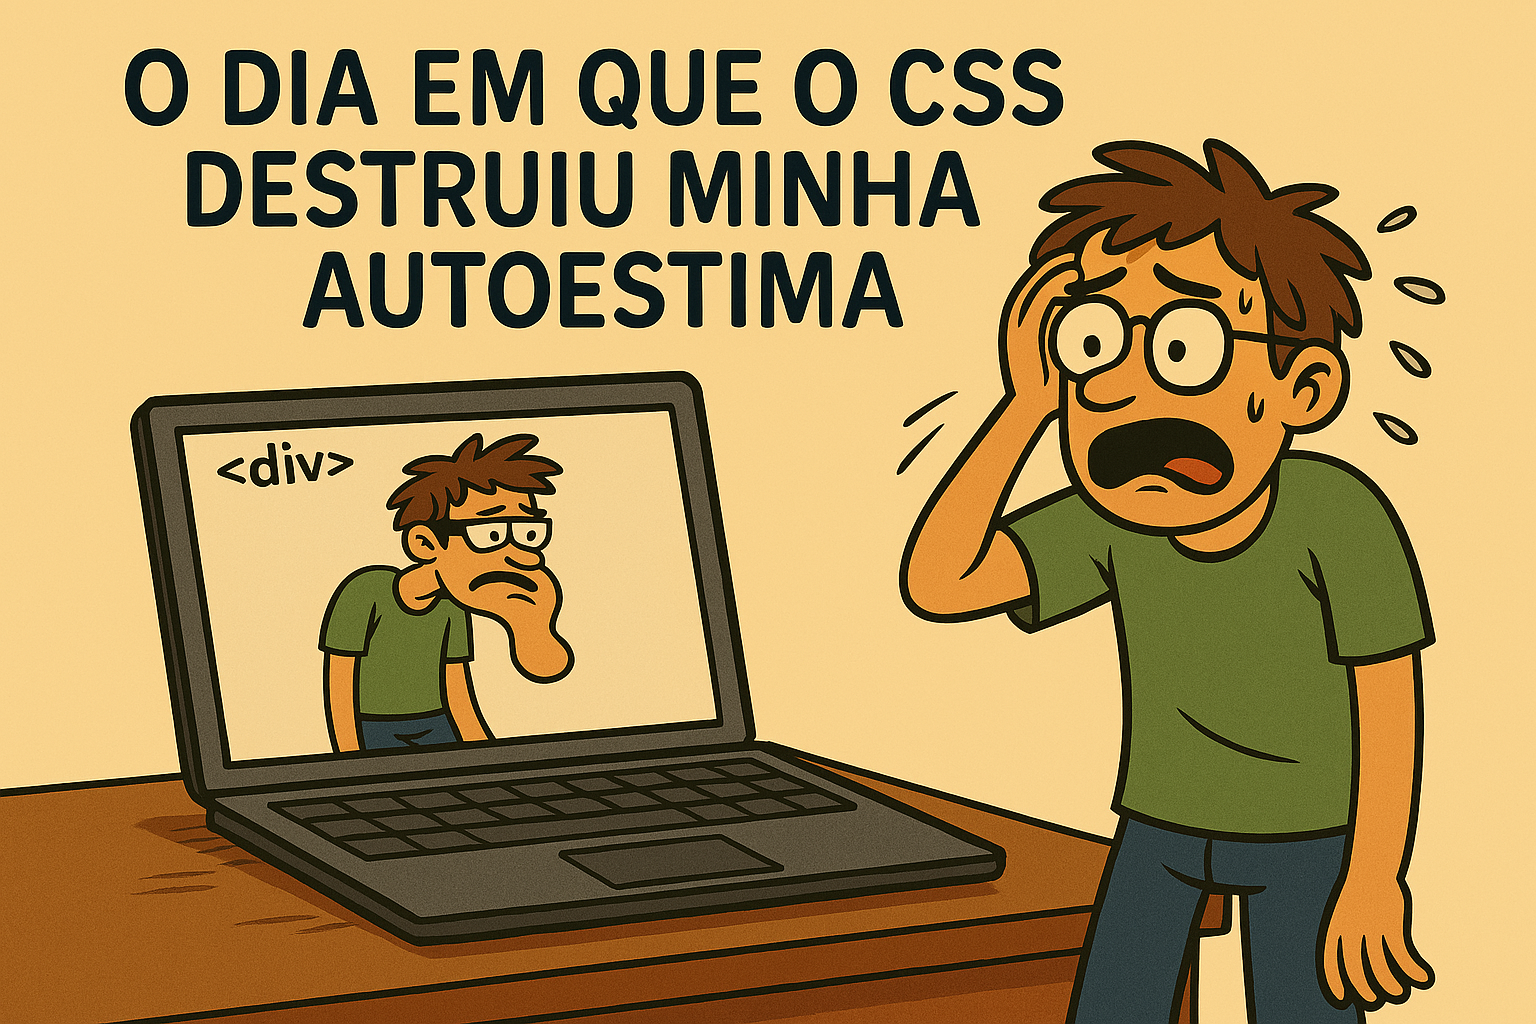 O DIA EM QUE O CSS
DESTRUIU MINHA
AUTOESTIMA
<div>